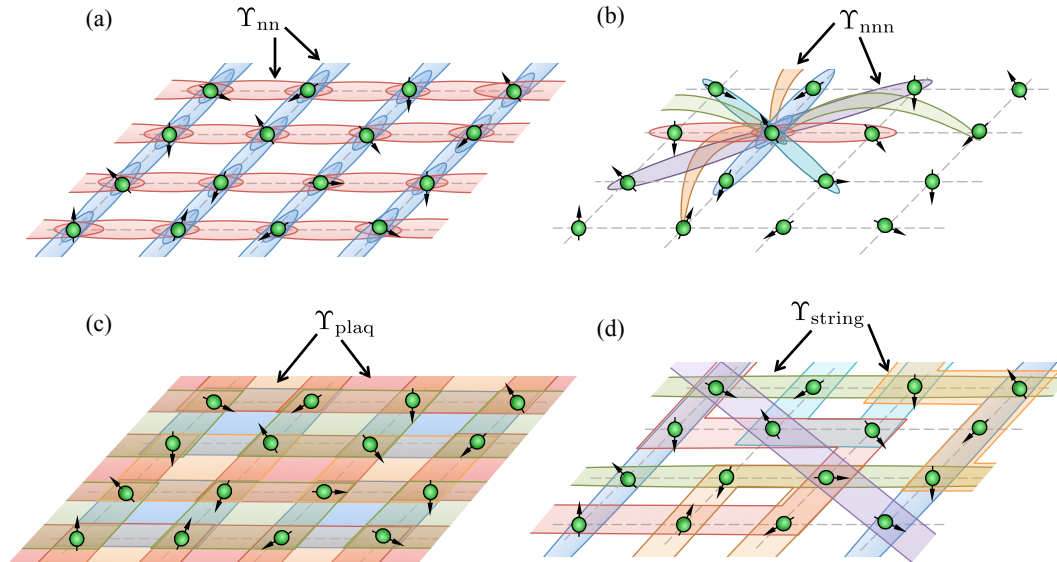 (a)
ϒnn
(b)
ϒnnn
(c)
ϒplaq
(d)
ϒstring